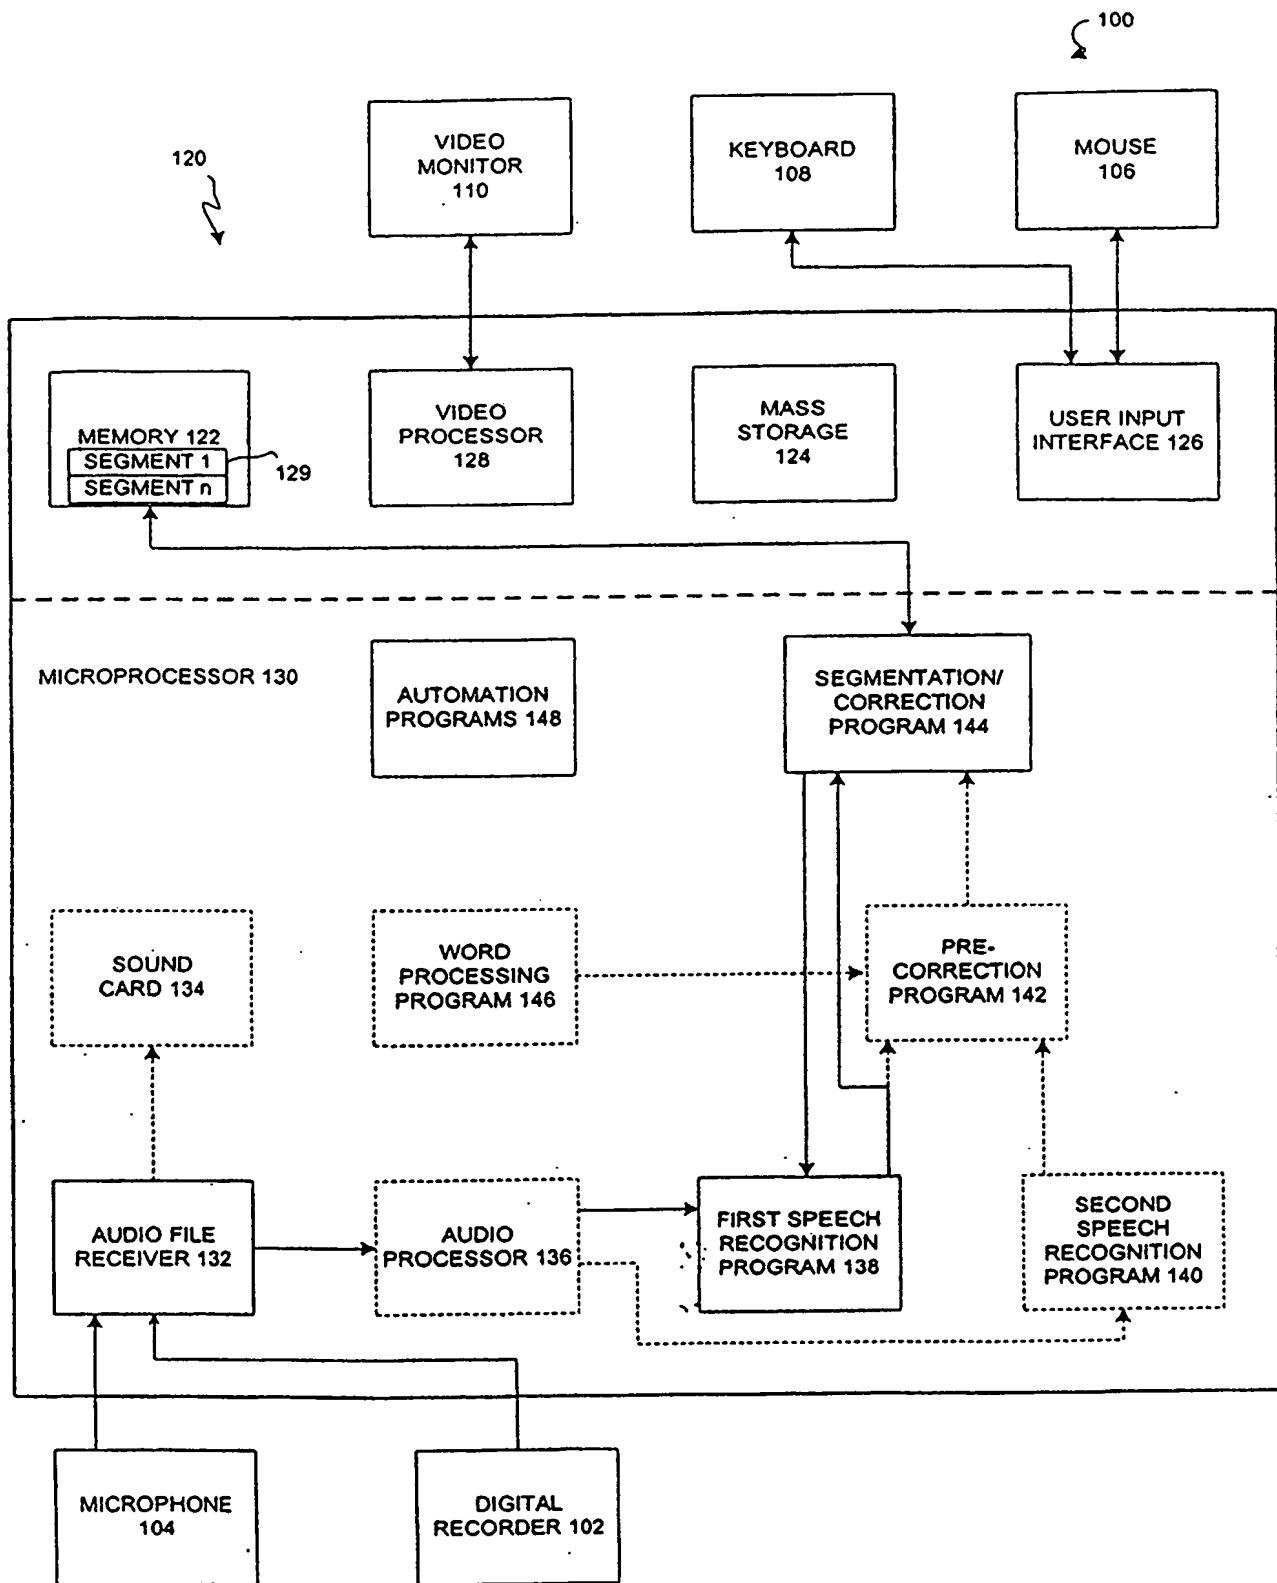 100
VIDEO
MONITOR
110
KEYBOARD
108
MOUSE
106
120
MEMORY 122
SEGMENT 1
SEGMENT n
129
VIDEO
PROCESSOR
128
MASS
STORAGE
124
USER INPUT
INTERFACE 126
MICROPROCESSOR 130
AUTOMATION
PROGRAMS 148
SEGMENTATION/
CORRECTION
PROGRAM 144
SOUND
CARD 134
WORD
PROCESSING
PROGRAM 146
PRE-
CORRECTION
PROGRAM 142
AUDIO FILE
RECEIVER 132
AUDIO
PROCESSOR 136
FIRST SPEECH
RECOGNITION
PROGRAM 138
SECOND
SPEECH
RECOGNITION
PROGRAM 140
MICROPHONE
104
DIGITAL
RECORDER 102